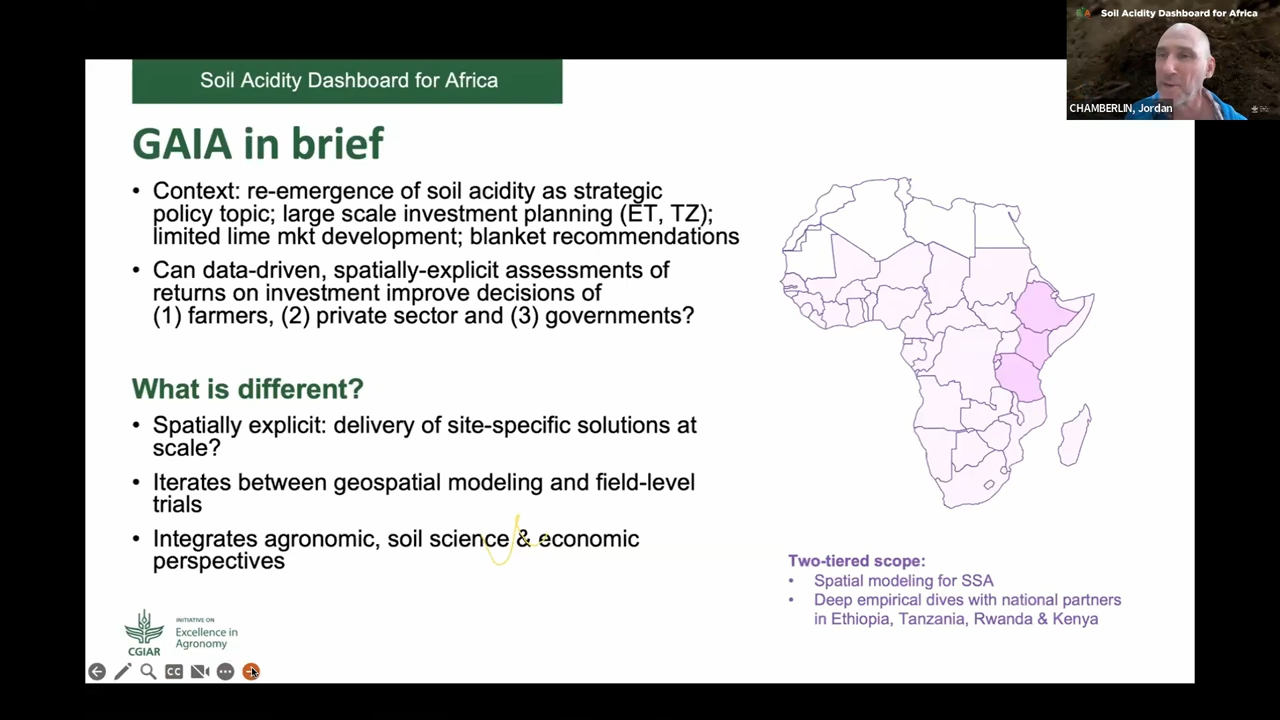 Soil Acidity Dashboard for Africa
CHAMBERLIN, Jordan
Soil Acidity Dashboard for Africa
GAIA in brief
• Context: re-emergence of soil acidity as strategic
policy topic; large scale investment planning (ET, TZ);
limited lime mkt development; blanket recommendations
• Can data-driven, spatially-explicit assessments of
returns on investment improve decisions of
(1) farmers, (2) private sector and (3) governments?
What is different?
• Spatially explicit: delivery of site-specific solutions at
scale?
• Iterates between geospatial modeling and field-level
trials
• Integrates agronomic, soil science & economic
perspectives
Two-tiered scope:
• Spatial modeling for SSA
• Deep empirical dives with national partners
in Ethiopia, Tanzania, Rwanda & Kenya
CGIAR
INITIATIVE ON
Excellence in
Agronomy
CC